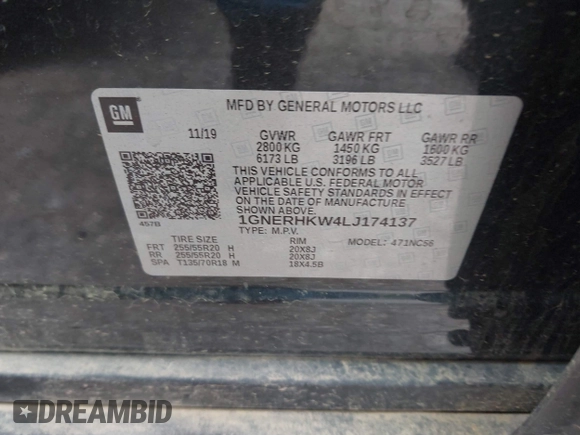 GM
MFD BY GENERAL MOTORS LLC
11/19 GVWR GAWR FRT GAWR RR
2800 KG 1450 KG 1600 KG
6173 LB 3196 LB 3527 LB
THIS VEHICLE CONFORMS TO ALL
APPLICABLE U.S. FEDERAL MOTOR
VEHICLE SAFETY STANDARDS IN EFFECT
ON THE DATE OF MANUFACTURE
SHOWN ABOVE.
457B 1GNERHKW4LJ174137
TYPE: M.P.V. MODEL: 471NC56
TIRE SIZE RIM
FRT 255/55R20 H 20X8J
RR 255/55R20 H 20X8J
SPA T135/70R18 M 18X4.5B
DREAMBID